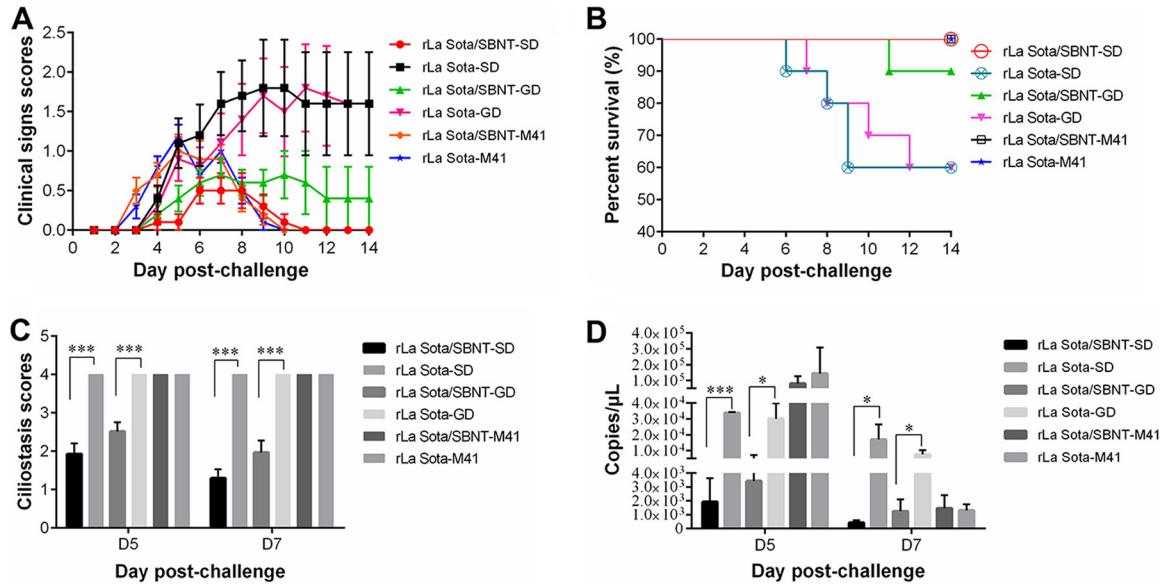 A
Clinical signs scores
2.5
2.0
1.5
1.0
0.5
0.0
0 2 4 6 8 10 12 14
Day post-challenge
rLa Sota/SBNT-SD
rLa Sota-SD
rLa Sota/SBNT-GD
rLa Sota-GD
rLa Sota/SBNT-M41
rLa Sota-M41
B
Percent survival (%)
100
90
80
70
60
50
40
0 2 4 6 8 10 12 14
Day post-challenge
rLa Sota/SBNT-SD
rLa Sota-SD
rLa Sota/SBNT-GD
rLa Sota-GD
rLa Sota/SBNT-M41
rLa Sota-M41
C
Ciliostasis scores
5
4
3
2
1
0
*** *** *** ***
D5 D7
Day post-challenge
rLa Sota/SBNT-SD
rLa Sota-SD
rLa Sota/SBNT-GD
rLa Sota-GD
rLa Sota/SBNT-M41
rLa Sota-M41
D
Copies/μL
4.0×10⁵
3.0×10⁵
2.0×10⁵
1.0×10⁵
4.0×10⁴
3.0×10⁴
2.0×10⁴
1.0×10⁴
4.0×10³
3.0×10³
2.0×10³
1.0×10³
0
*** * * *
D5 D7
Day post-challenge
rLa Sota/SBNT-SD
rLa Sota-SD
rLa Sota/SBNT-GD
rLa Sota-GD
rLa Sota/SBNT-M41
rLa Sota-M41